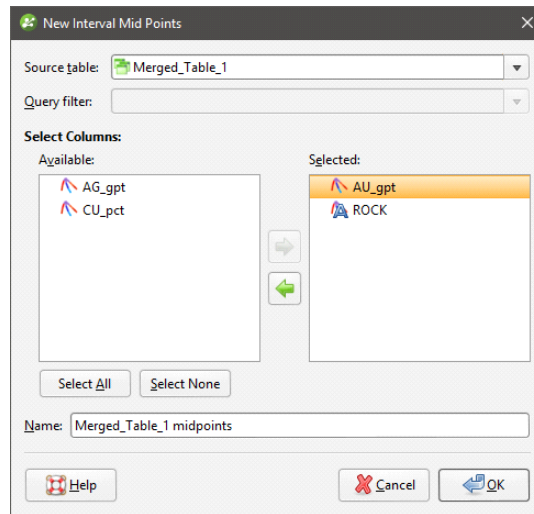 New Interval Mid Points
Source table: Merged_Table_1
Query filter:
Select Columns:
Available: Selected:
AG_gpt AU_gpt
CU_pct ROCK
Select All Select None
Name: Merged_Table_1 midpoints
Help Cancel OK